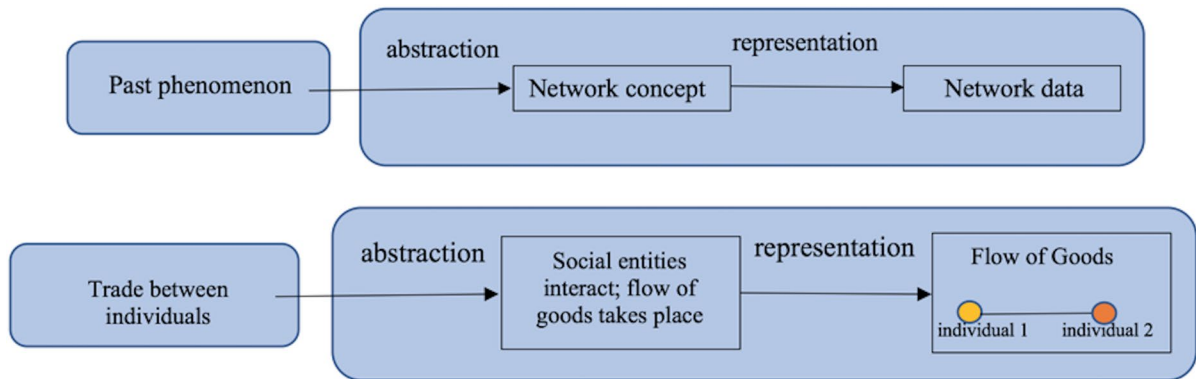 abstraction
representation
Past phenomenon
Network concept
Network data
abstraction
representation
Trade between
individuals
Social entities
interact; flow of
goods takes place
Flow of Goods
individual 1
individual 2